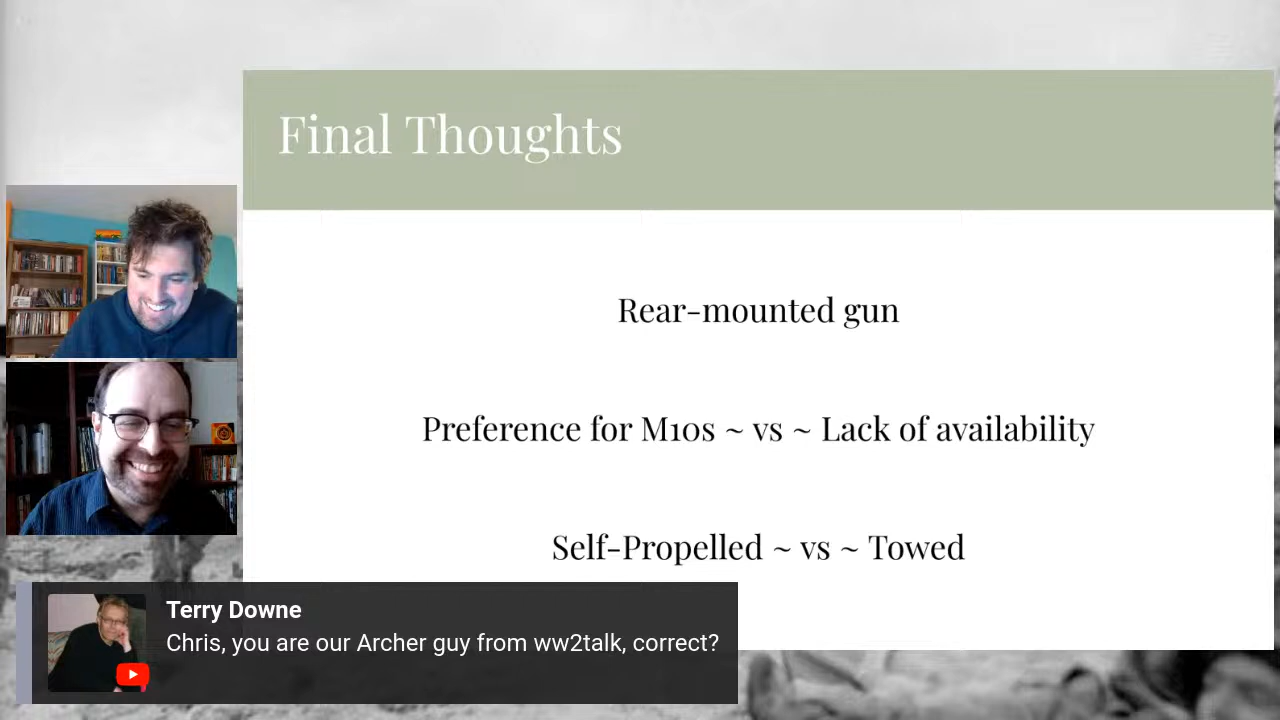 Final Thoughts
Rear-mounted gun
Preference for M10s ~ vs ~ Lack of availability
Self-Propelled ~ vs ~ Towed
Terry Downe
Chris, you are our Archer guy from ww2talk, correct?